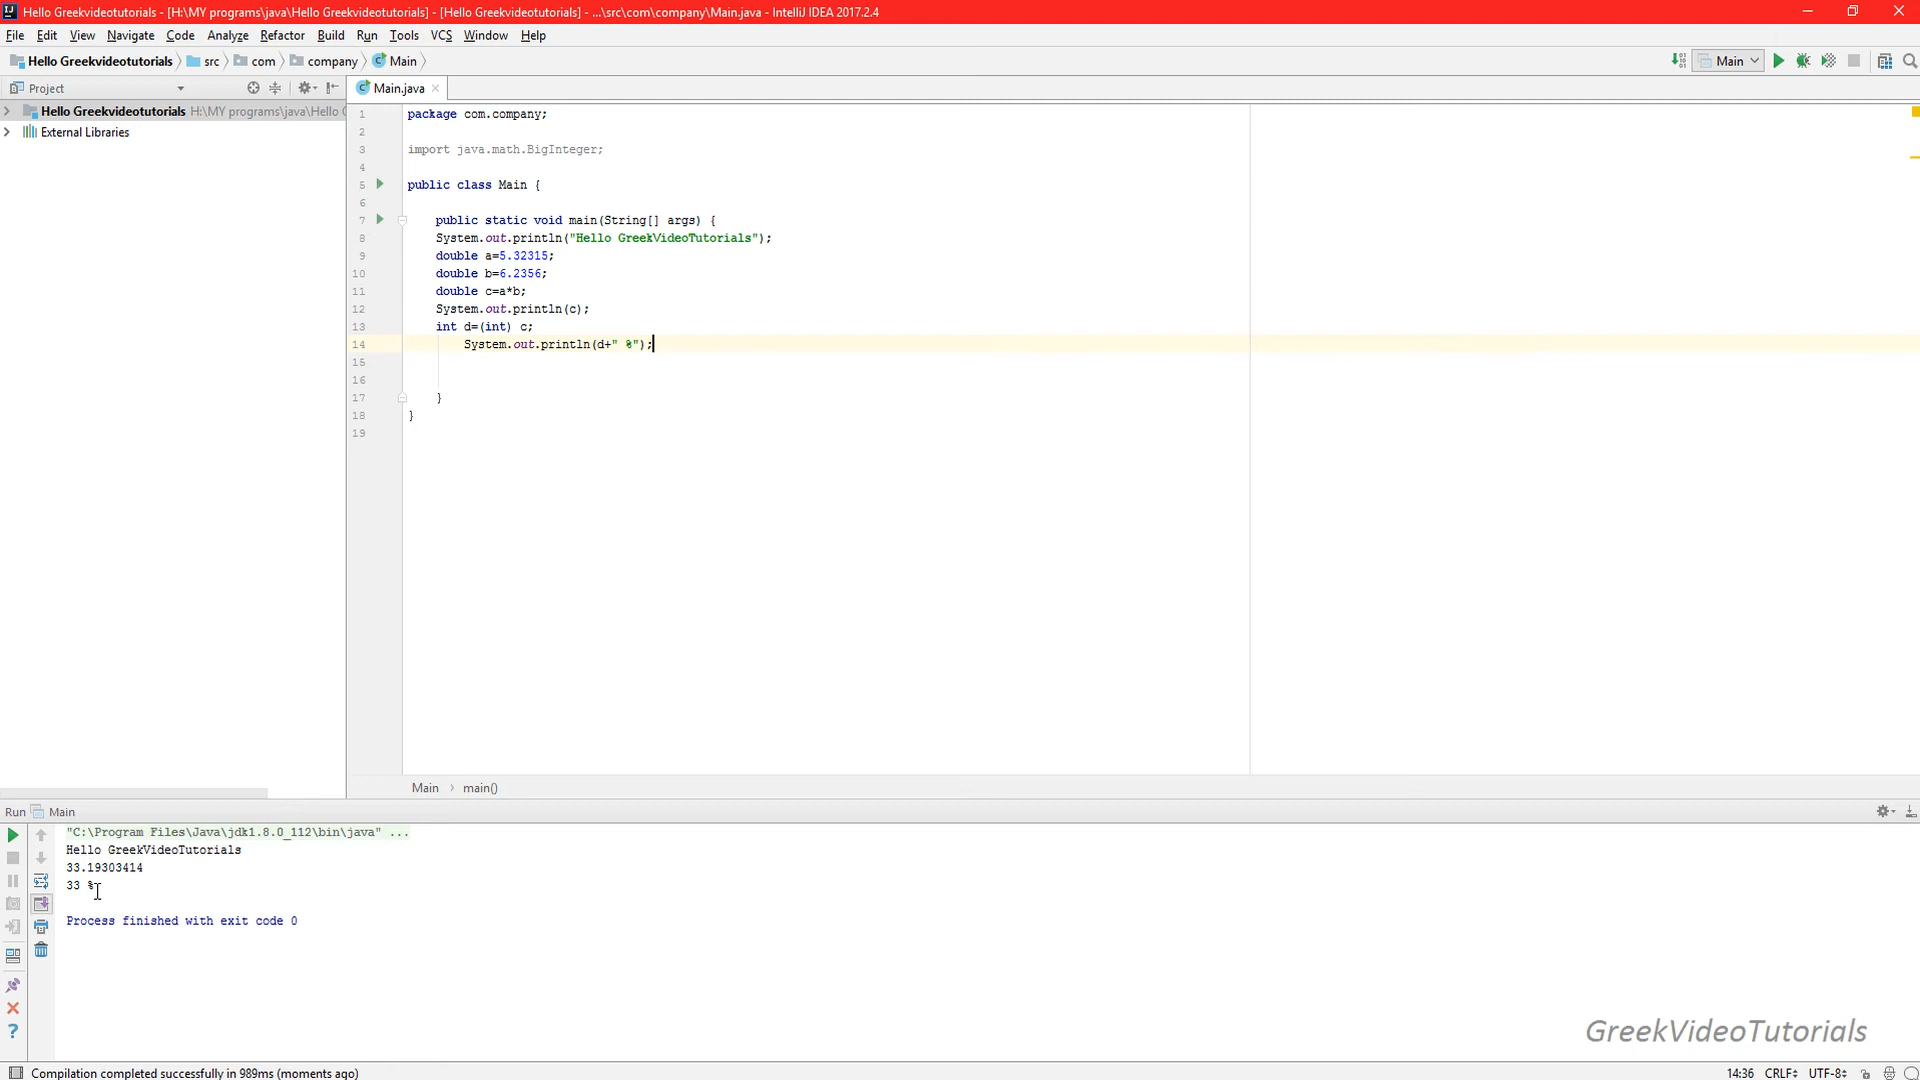 Hello Greekvideotutorials - [H:\MY programs\java\Hello Greekvideotutorials] - [Hello Greekvideotutorials] - ...\src\com\company\Main.java - IntelliJ IDEA 2017.2.4
File Edit View Navigate Code Analyze Refactor Build Run Tools VCS Window Help
Hello Greekvideotutorials src com company Main
Main
Project
Main.java
Hello Greekvideotutorials H:\MY programs\java\Hello
External Libraries
1 package com.company;
2
3 import java.math.BigInteger;
4
5 public class Main {
6
7 public static void main(String[] args) {
8 System.out.println("Hello GreekVideoTutorials");
9 double a=5.32315;
10 double b=6.2356;
11 double c=a*b;
12 System.out.println(c);
13 int d=(int) c;
14 System.out.println(d+" %");
15
16
17 }
18 }
19
Main main()
Run Main
"C:\Program Files\Java\jdk1.8.0_112\bin\java" ...
Hello GreekVideoTutorials
33.19303414
33 %
Process finished with exit code 0
GreekVideoTutorials
Compilation completed successfully in 989ms (moments ago)
14:36 CRLF UTF-8